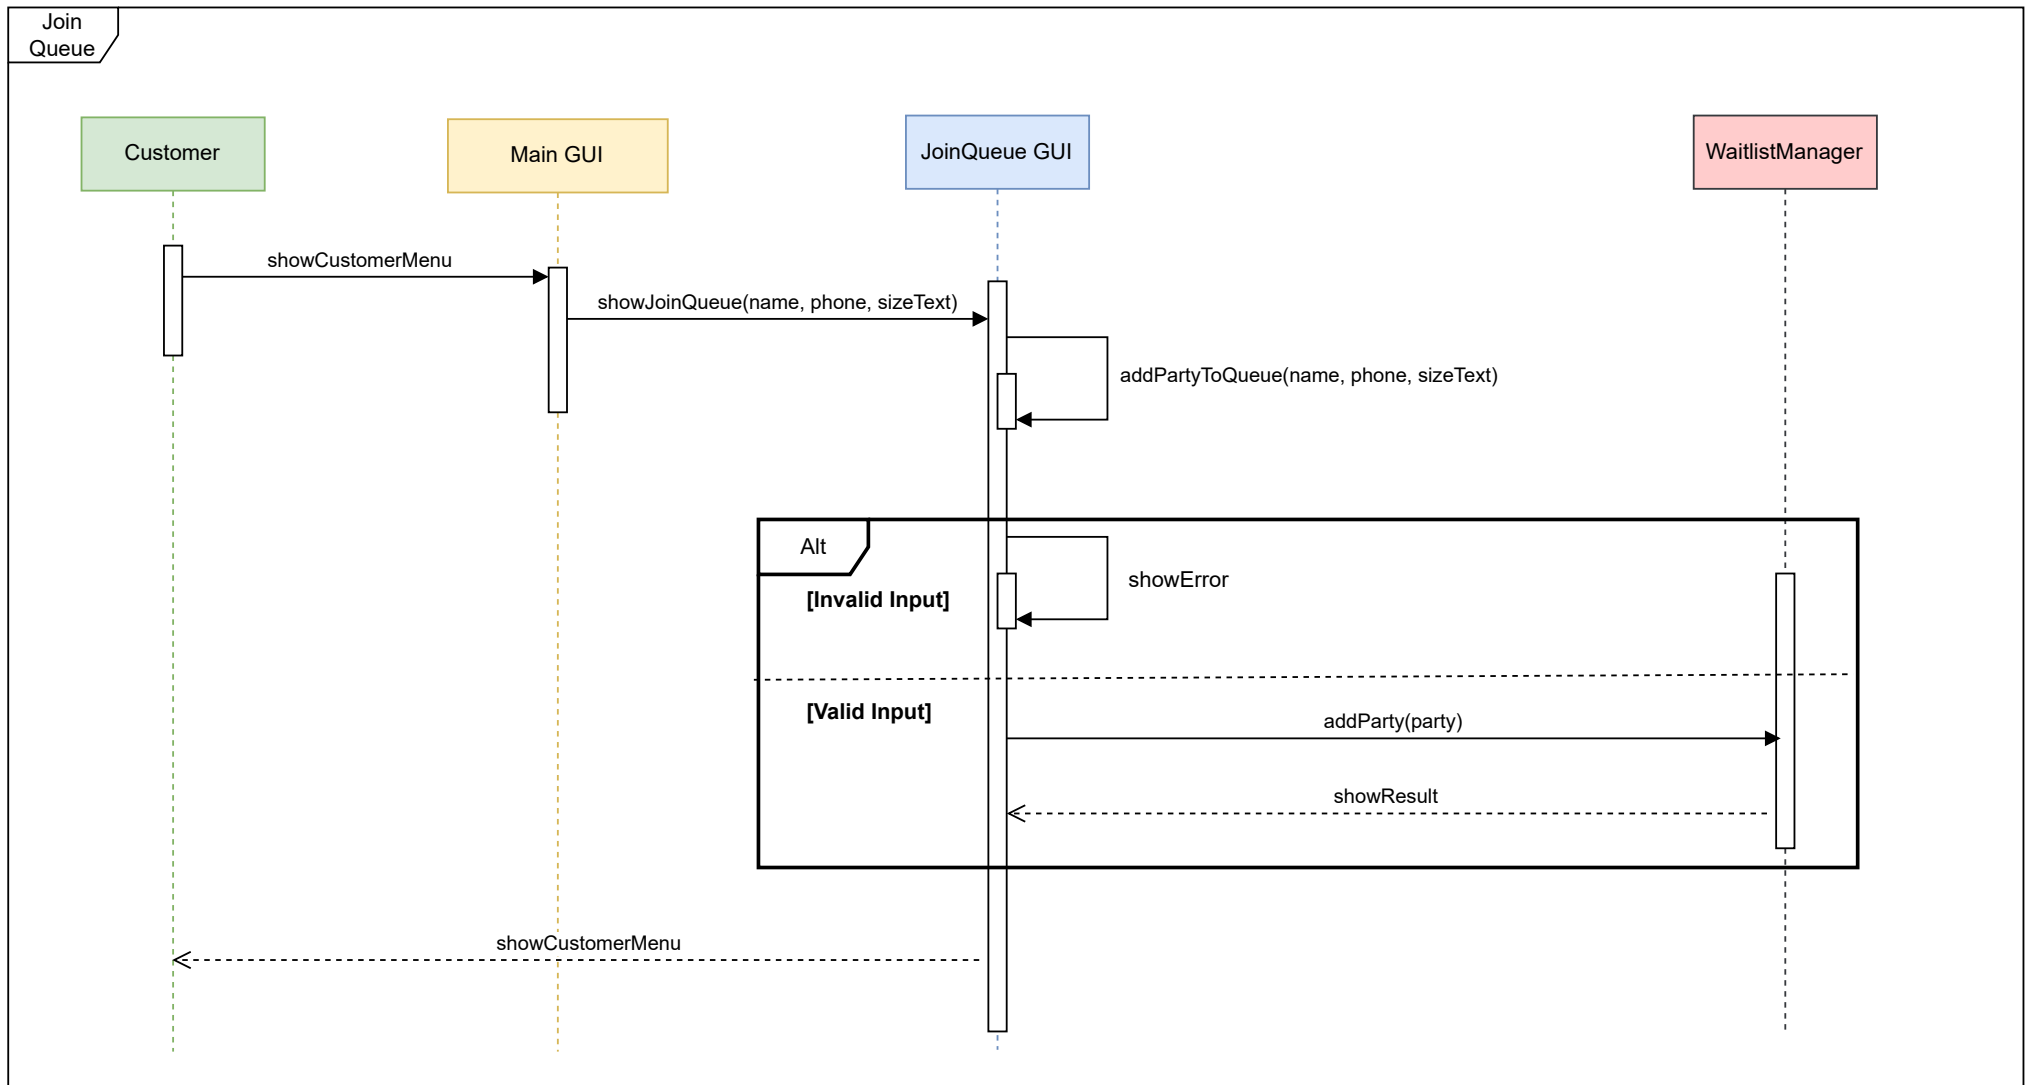 Join
Queue
Customer
Main GUI
JoinQueue GUI
WaitlistManager
showCustomerMenu
showJoinQueue(name, phone, sizeText)
addPartyToQueue(name, phone, sizeText)
Alt
showError
[Invalid Input]
[Valid Input]
addParty(party)
showResult
showCustomerMenu